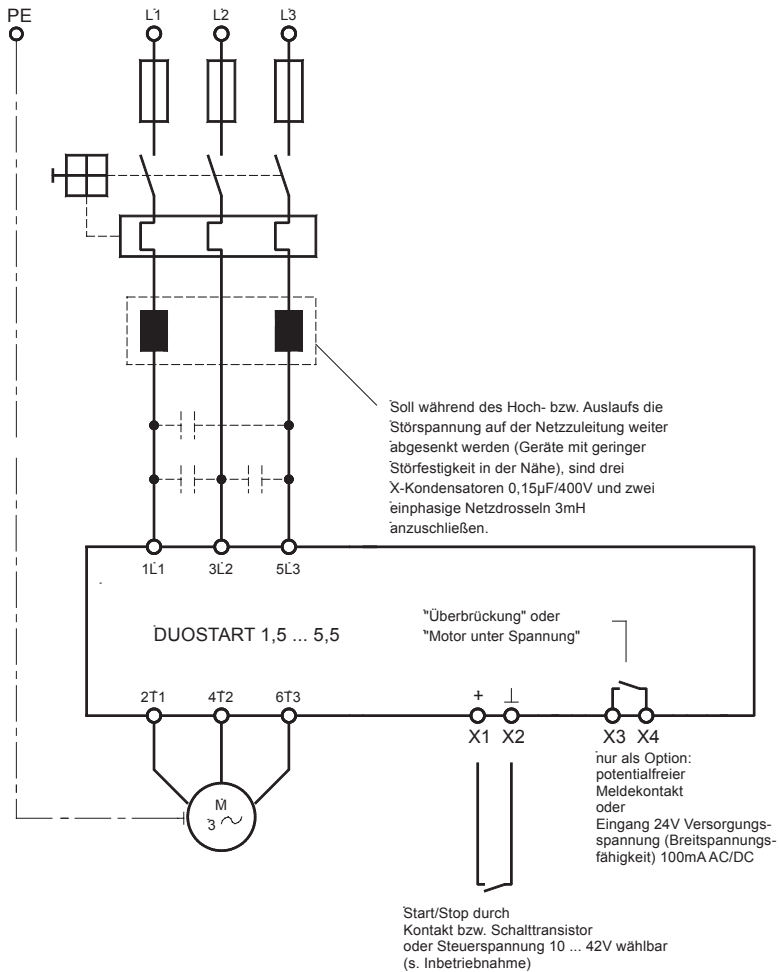 PE
L1 L2 L3
Soll während des Hoch- bzw. Auslaufs die
Störspannung auf der Netzzuleitung weiter
abgesenkt werden (Geräte mit geringer
Störfestigkeit in der Nähe), sind drei
X-Kondensatoren 0,15µF/400V und zwei
einphasige Netzdrosseln 3mH
anzuschließen.
1L1 3L2 5L3
DUOSTART 1,5 ... 5,5
"Überbrückung" oder
"Motor unter Spannung"
2T1 4T2 6T3
+ ⊥
X1 X2 X3 X4
M
3 ~
nur als Option:
potentialfreier
Meldekontakt
oder
Eingang 24V Versorgungs-
spannung (Breitspannungs-
fähigkeit) 100mA AC/DC
Start/Stop durch
Kontakt bzw. Schalttransistor
oder Steuerspannung 10 ... 42V wählbar
(s. Inbetriebnahme)